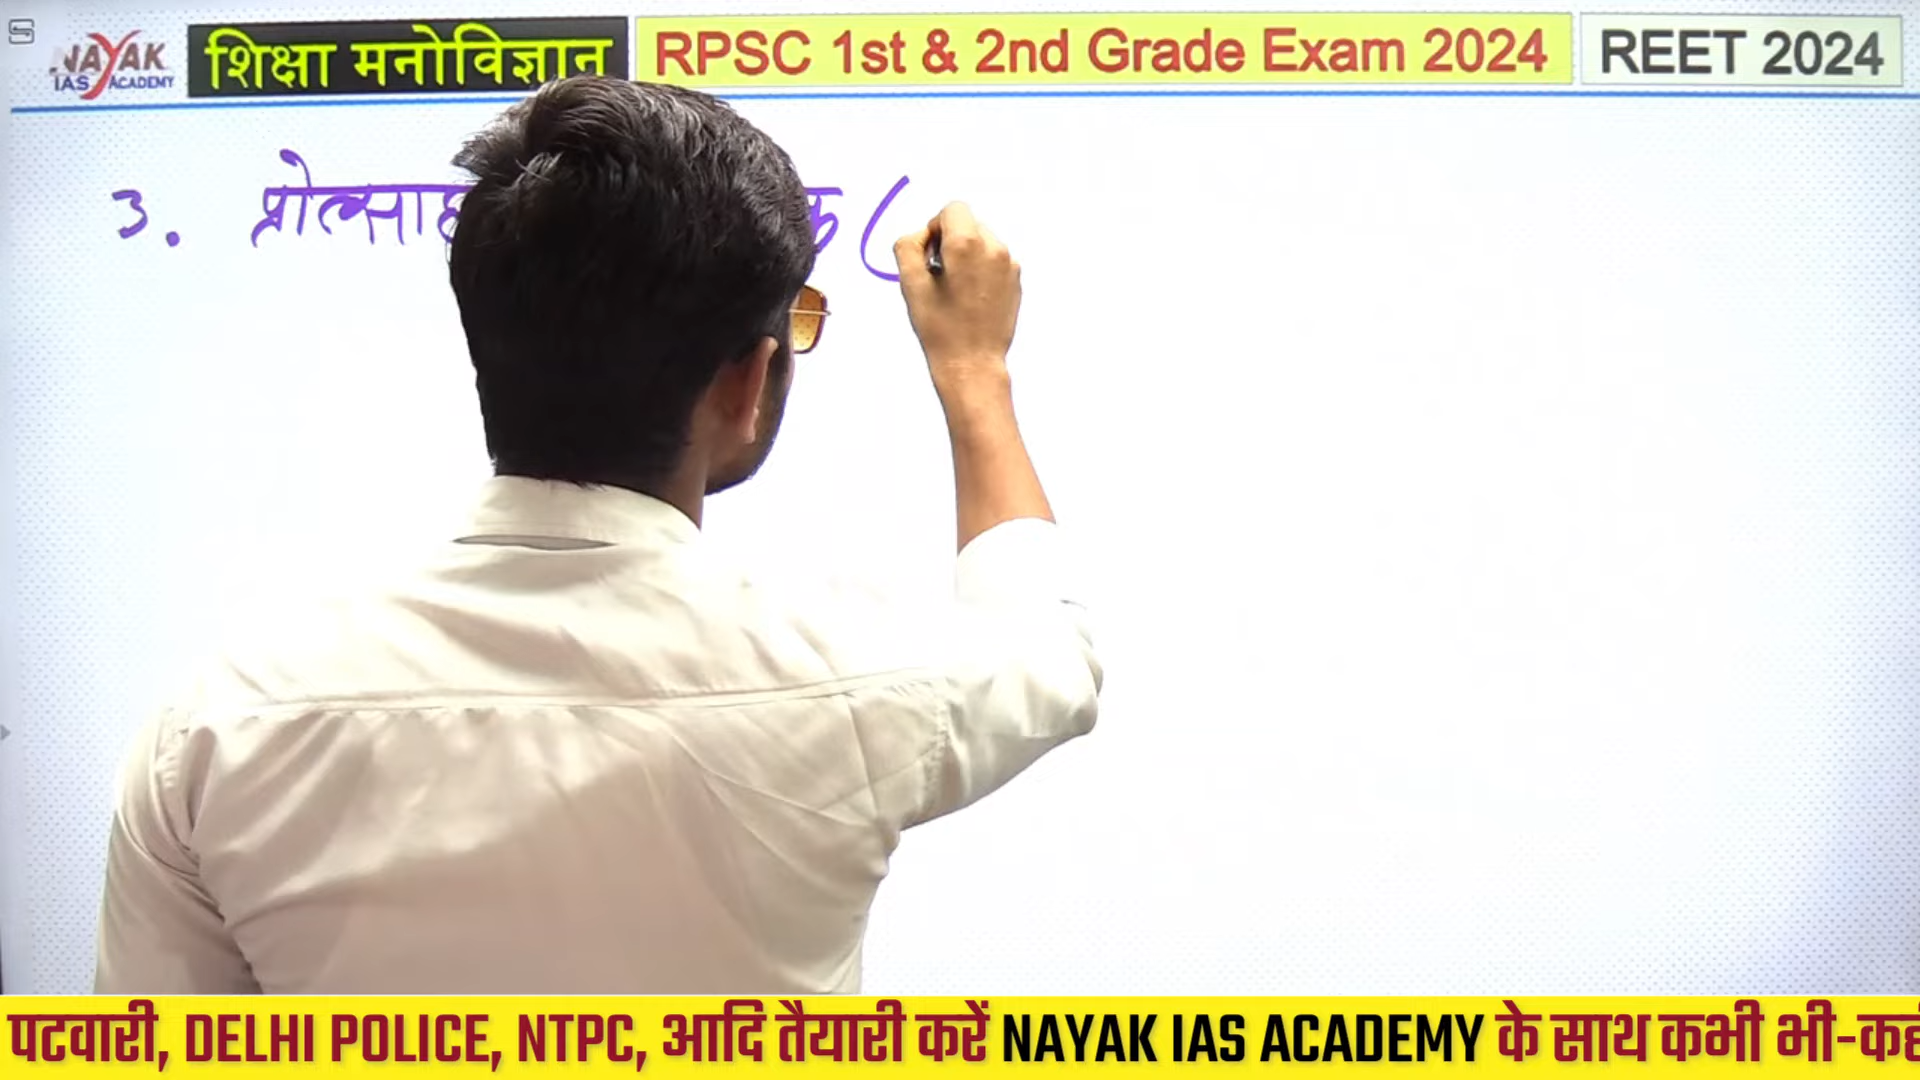 NAYAK
IAS ACADEMY
शिक्षा मनोविज्ञान
RPSC 1st & 2nd Grade Exam 2024
REET 2024
3.
पटवारी, DELHI POLICE, NTPC, आदि तैयारी करें NAYAK IAS ACADEMY के साथ कभी भी-